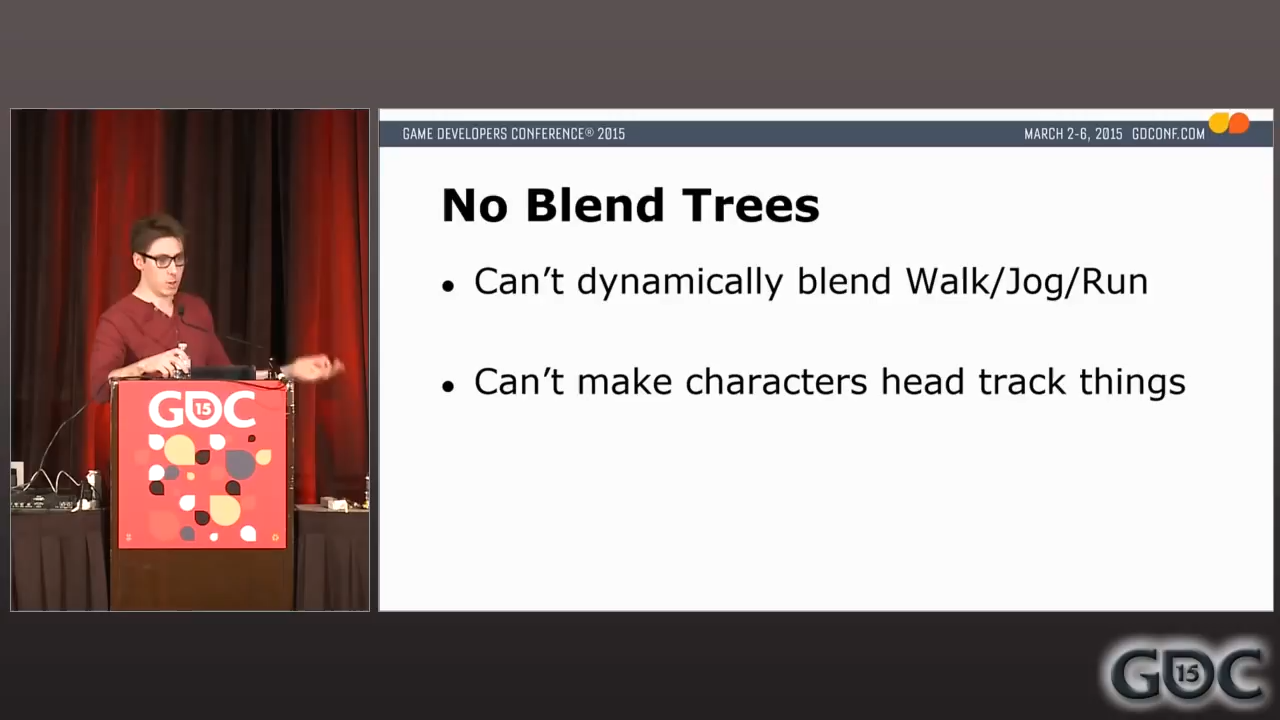 GAME DEVELOPERS CONFERENCE® 2015
MARCH 2-6, 2015 GDCONF.COM
No Blend Trees
• Can’t dynamically blend Walk/Jog/Run
• Can’t make characters head track things
GDC
15
GDC
15